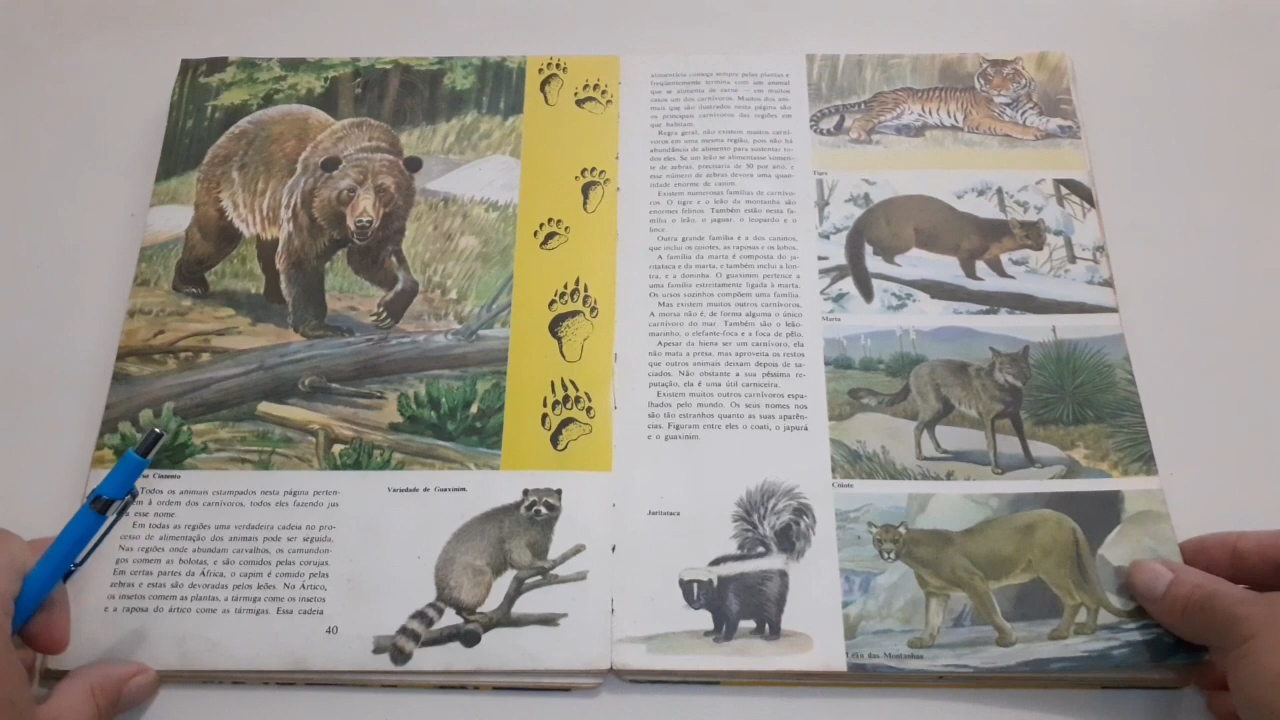 so Cinzento
Todos os animais estampados nesta página perten-
em à ordem dos carnívoros, todos eles fazendo jus
a esse nome.
Em todas as regiões uma verdadeira cadeia no pro-
cesso de alimentação dos animais pode ser seguida.
Nas regiões onde abundam carvalhos, os camundon-
gos comem as bolotas, e são comidos pelas corujas.
Em certas partes da África, o capim é comido pelas
zebras e estas são devoradas pelos leões. No Ártico,
os insetos comem as plantas, a tármiga come os insetos
e a raposa do ártico come as tármigas. Essa cadeia
40
Variedade de Guaxinim.
alimentícia começa sempre pelas plantas e
freqüentemente termina com um animal
que se alimenta de carne — em muitos
casos um dos carnívoros. Muitos dos ani-
mais que são ilustrados nesta página são
os principais carnívoros das regiões em
que habitam.
Regra geral, não existem muitos carní-
voros em uma mesma região, pois não há
abundância de alimento para sustentar to-
dos eles. Se um leão se alimentasse somen-
te de zebras, precisaria de 50 por ano, e
esse número de zebras devora uma quan-
tidade enorme de capim.
Existem numerosas famílias de carnívo-
ros. O tigre e o leão da montanha são
enormes felinos. Também estão nesta fa-
mília o leão, o jaguar, o leopardo e o
lince.
Outra grande família é a dos caninos,
que inclui os coiotes, as raposas e os lobos.
A família da marta é composta do ja-
ritataca e da marta, e também inclui a lon-
tra, e a doninha. O guaxinim pertence a
uma família estreitamente ligada à marta.
Os ursos sozinhos compõem uma família.
Mas existem muitos outros carnívoros.
A morsa não é, de forma alguma o único
carnívoro do mar. Também são o leão-
marinho, o elefante-foca e a foca de pêlo.
Apesar da hiena ser um carnívoro, ela
não mata a presa, mas aproveita os restos
que outros animais deixam depois de sa-
ciados. Não obstante a sua péssima re-
putação, ela é uma útil carniceira.
Existem muitos outros carnívoros espa-
lhados pelo mundo. Os seus nomes nos
são tão estranhos quanto as suas aparên-
cias. Figuram entre eles o coati, o japurá
e o guaxinim.
Jaritataca
Tigre
Marta
Coiote
Leão das Montanhas